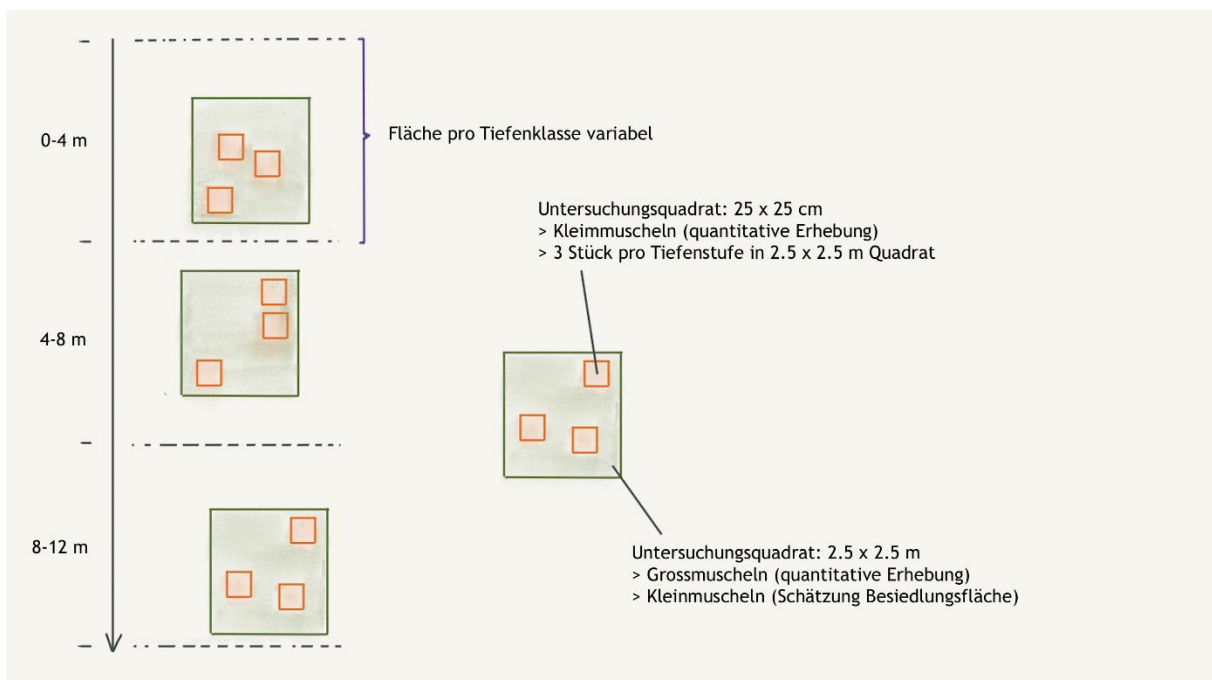 0-4 m
Fläche pro Tiefenklasse variabel
Untersuchungsquadrat: 25 x 25 cm
> Kleimmuscheln (quantitative Erhebung)
> 3 Stück pro Tiefenstufe in 2.5 x 2.5 m Quadrat
4-8 m
8-12 m
Untersuchungsquadrat: 2.5 x 2.5 m
> Grossmuscheln (quantitative Erhebung)
> Kleinmuscheln (Schätzung Besiedlungsfläche)